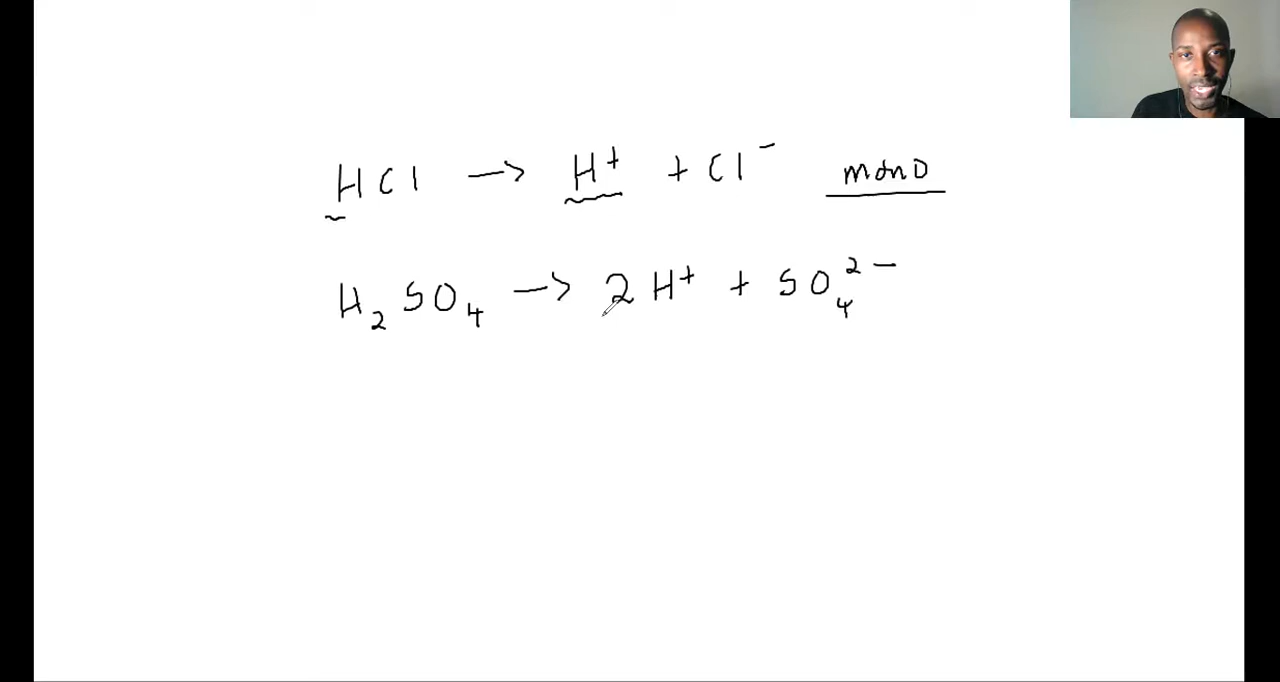 HCl → H⁺ + Cl⁻ mono
H₂SO₄ → 2H⁺ + SO₄²⁻